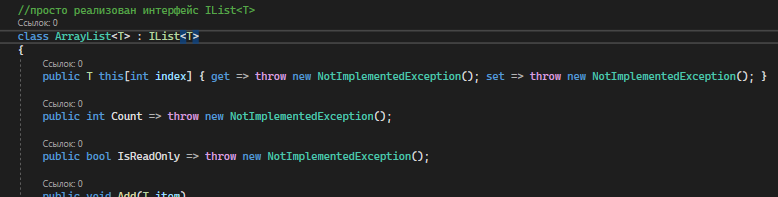 //просто реализован интерфейс IList<T>
Ссылок: 0
class ArrayList<T> : IList<T>
{
Ссылок: 0
public T this[int index] { get => throw new NotImplementedException(); set => throw new NotImplementedException(); }
Ссылок: 0
public int Count => throw new NotImplementedException();
Ссылок: 0
public bool IsReadOnly => throw new NotImplementedException();
Ссылок: 0
public void Add(T item)